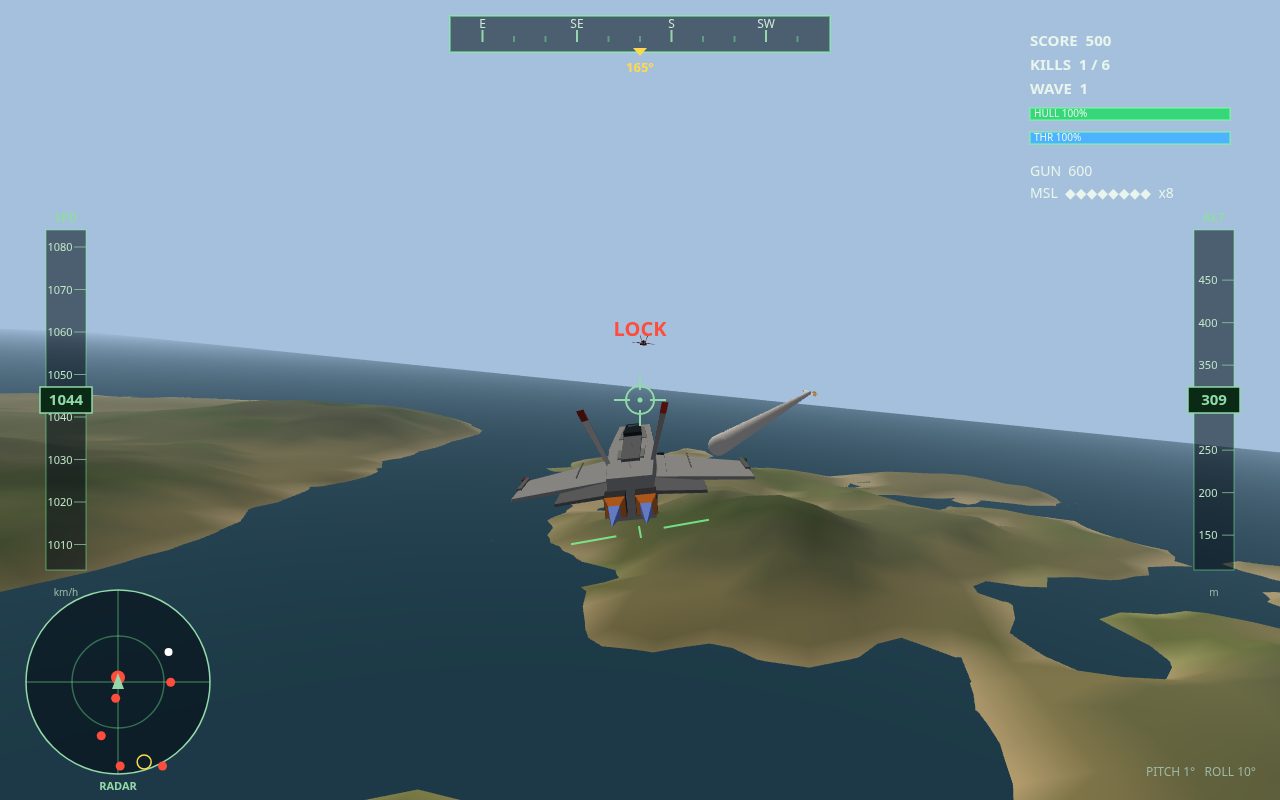 E SE S SW
165°
SCORE 500
KILLS 1 / 6
WAVE 1
HULL 100%
THR 100%
GUN 600
MSL ◆◆◆◆◆◆◆◆ x8
SPD
1080
1070
1060
1050
1044
1040
1030
1020
1010
km/h
ALT
450
400
350
309
250
200
150
m
LOCK
RADAR
PITCH 1° ROLL 10°